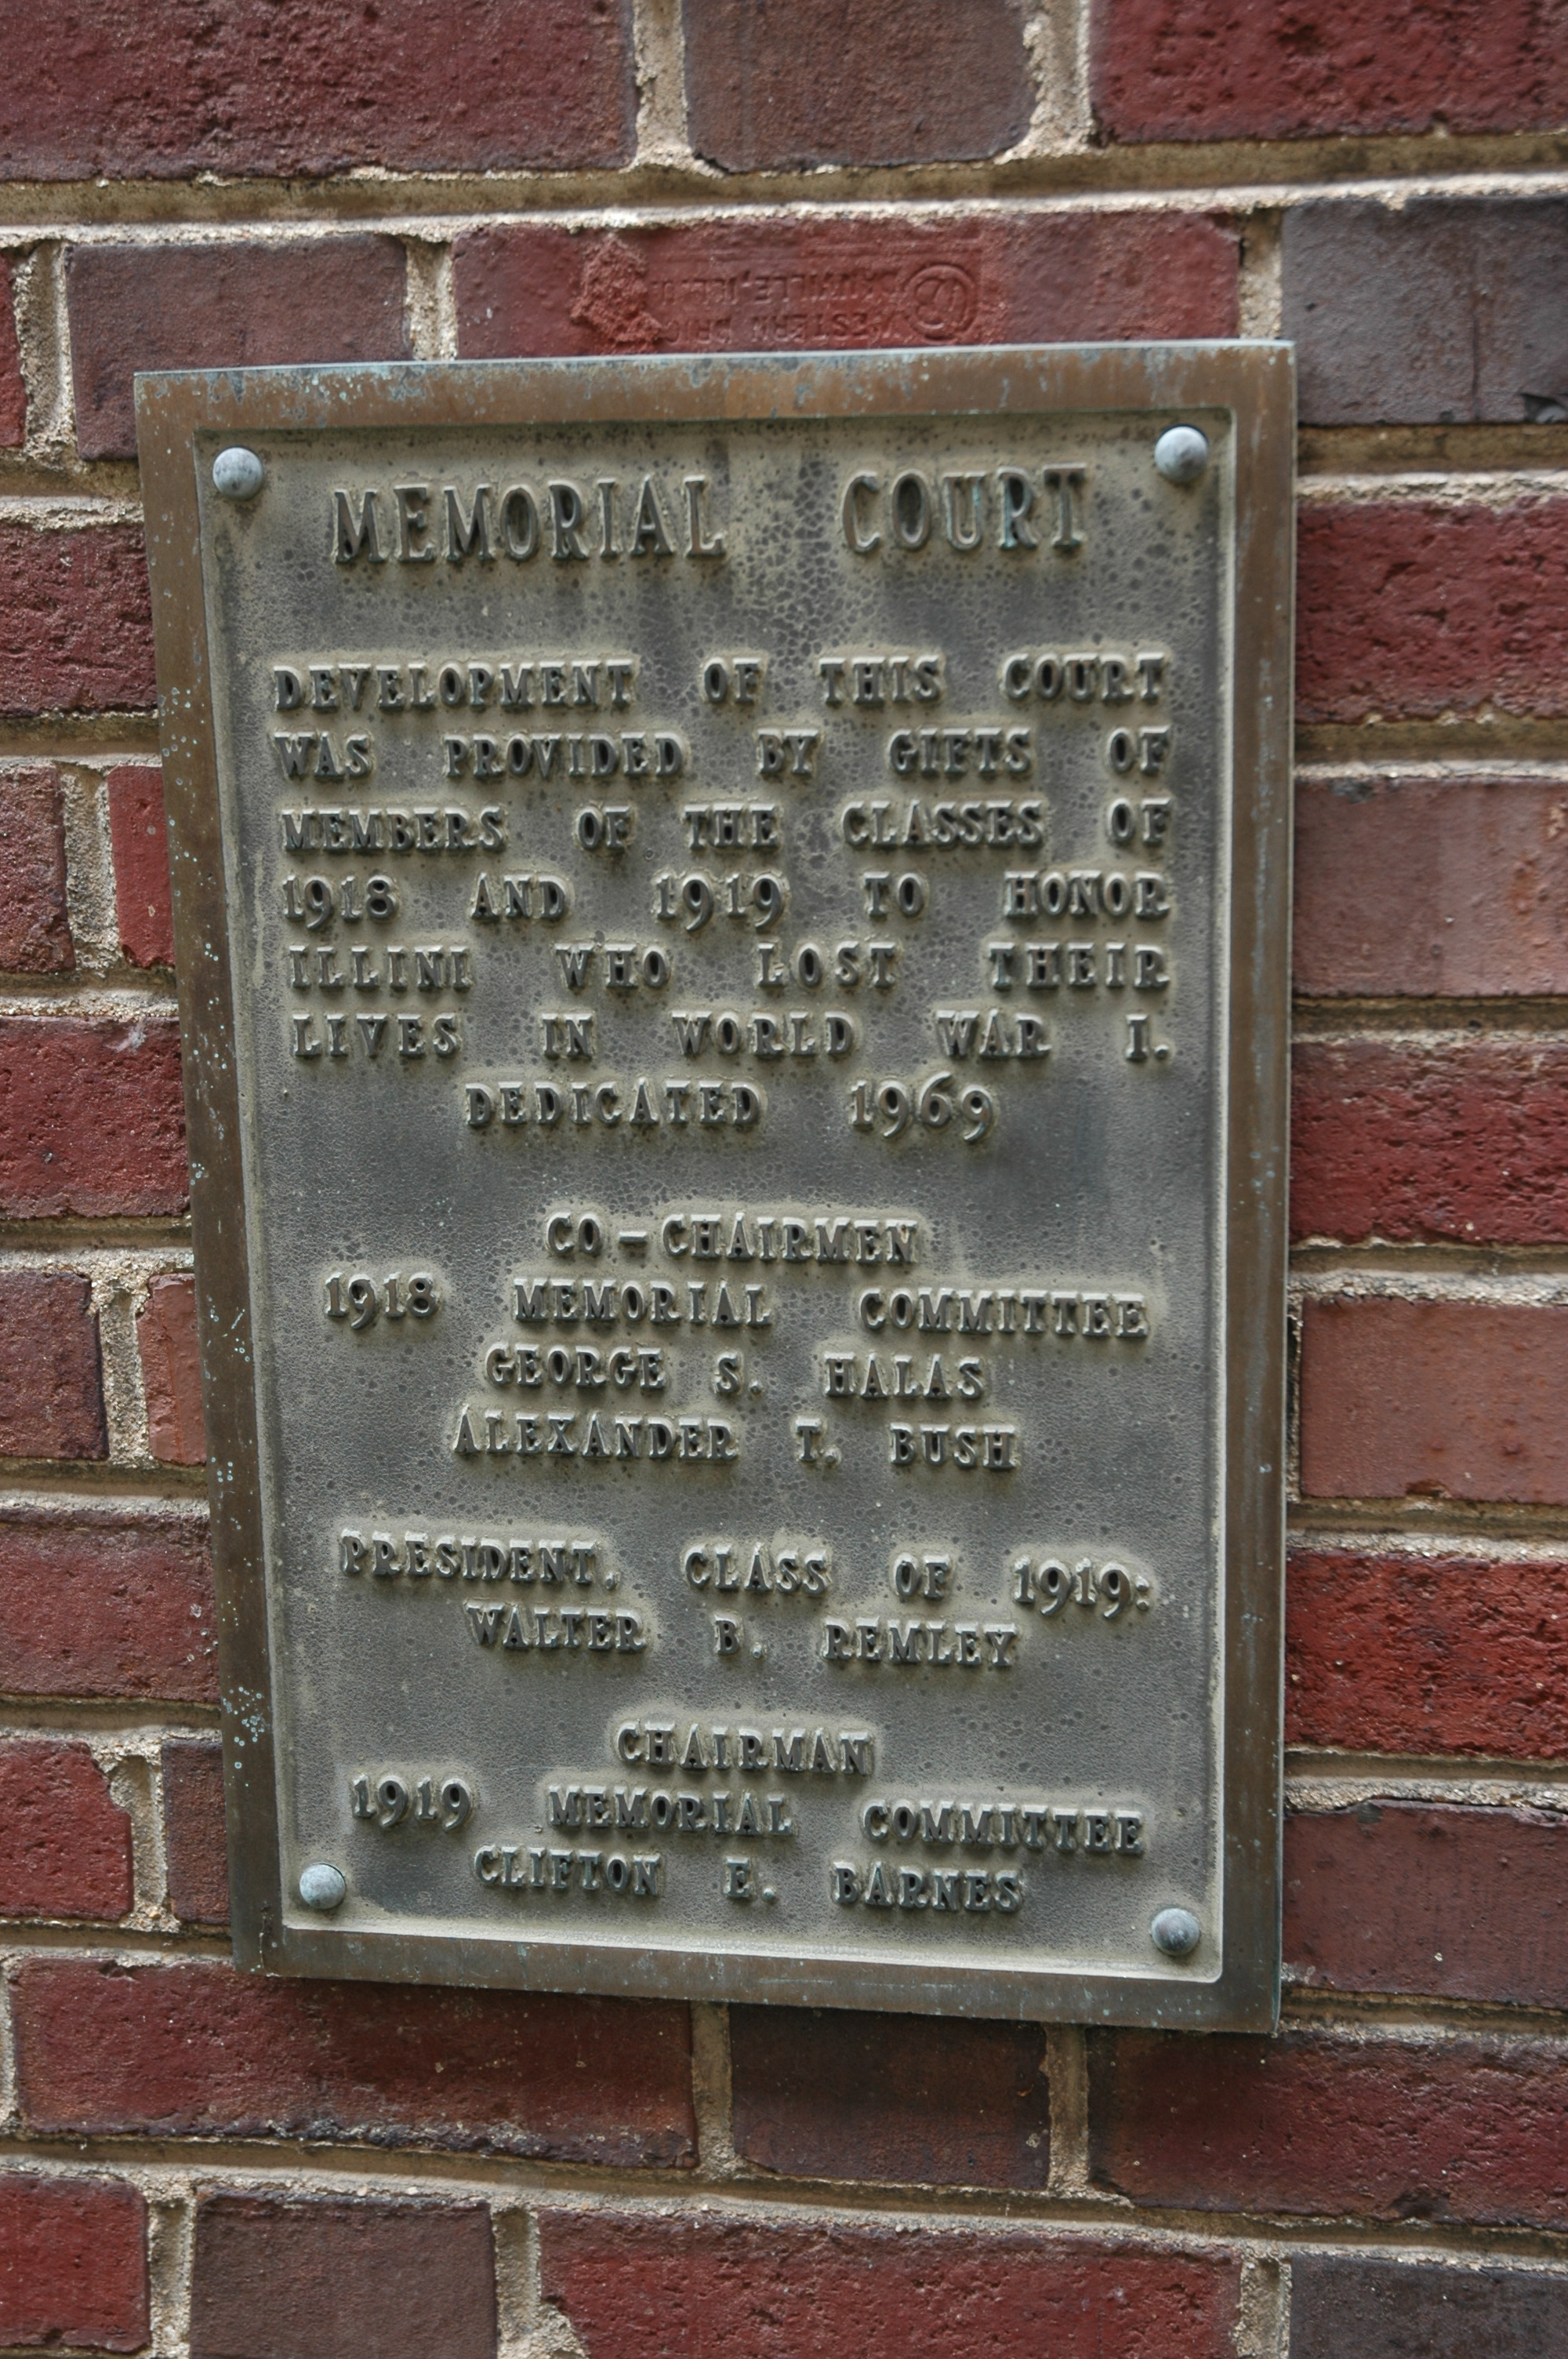 MEMORIAL COURT
DEVELOPMENT OF THIS COURT
WAS PROVIDED BY GIFTS OF
MEMBERS OF THE CLASSES OF
1918 AND 1919 TO HONOR
ILLINI WHO LOST THEIR
LIVES IN WORLD WAR I.
DEDICATED 1969
CO-CHAIRMEN
1918 MEMORIAL COMMITTEE
GEORGE S. HALAS
ALEXANDER T. BUSH
PRESIDENT, CLASS OF 1919:
WALTER B. REMLEY
CHAIRMAN
1919 MEMORIAL COMMITTEE
CLIFTON E. BARNES